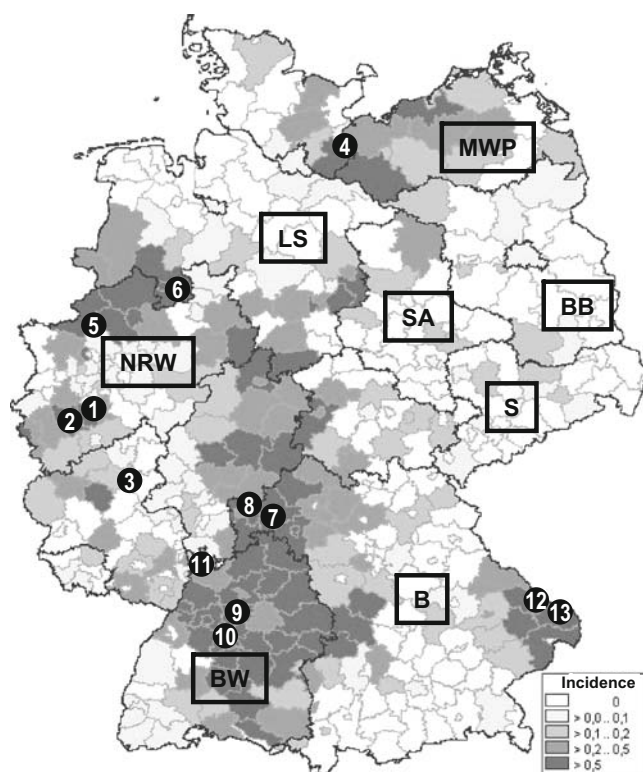 4
MWP
LS
6
SA
BB
5
NRW
S
1
2
3
8
7
11
12
9
B
13
10
BW
Incidence
0
> 0,0 .. 0,1
> 0,1 .. 0,2
> 0,2 .. 0,5
> 0,5